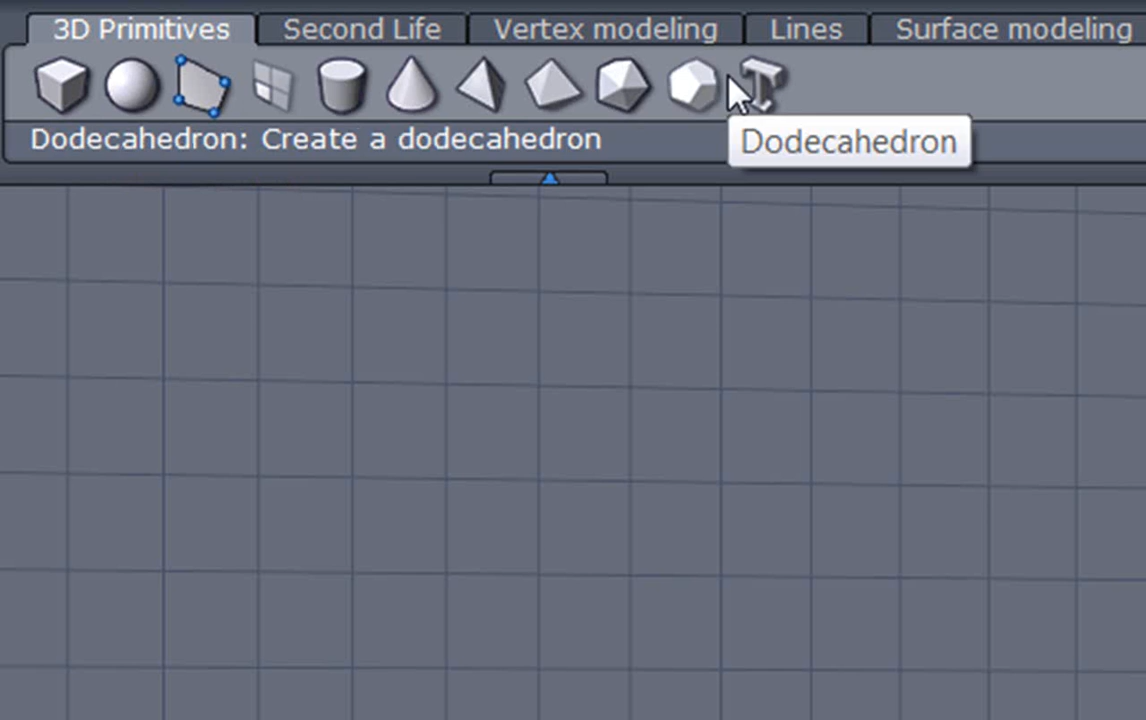 3D Primitives Second Life Vertex modeling Lines Surface modeling
Dodecahedron: Create a dodecahedron
Dodecahedron